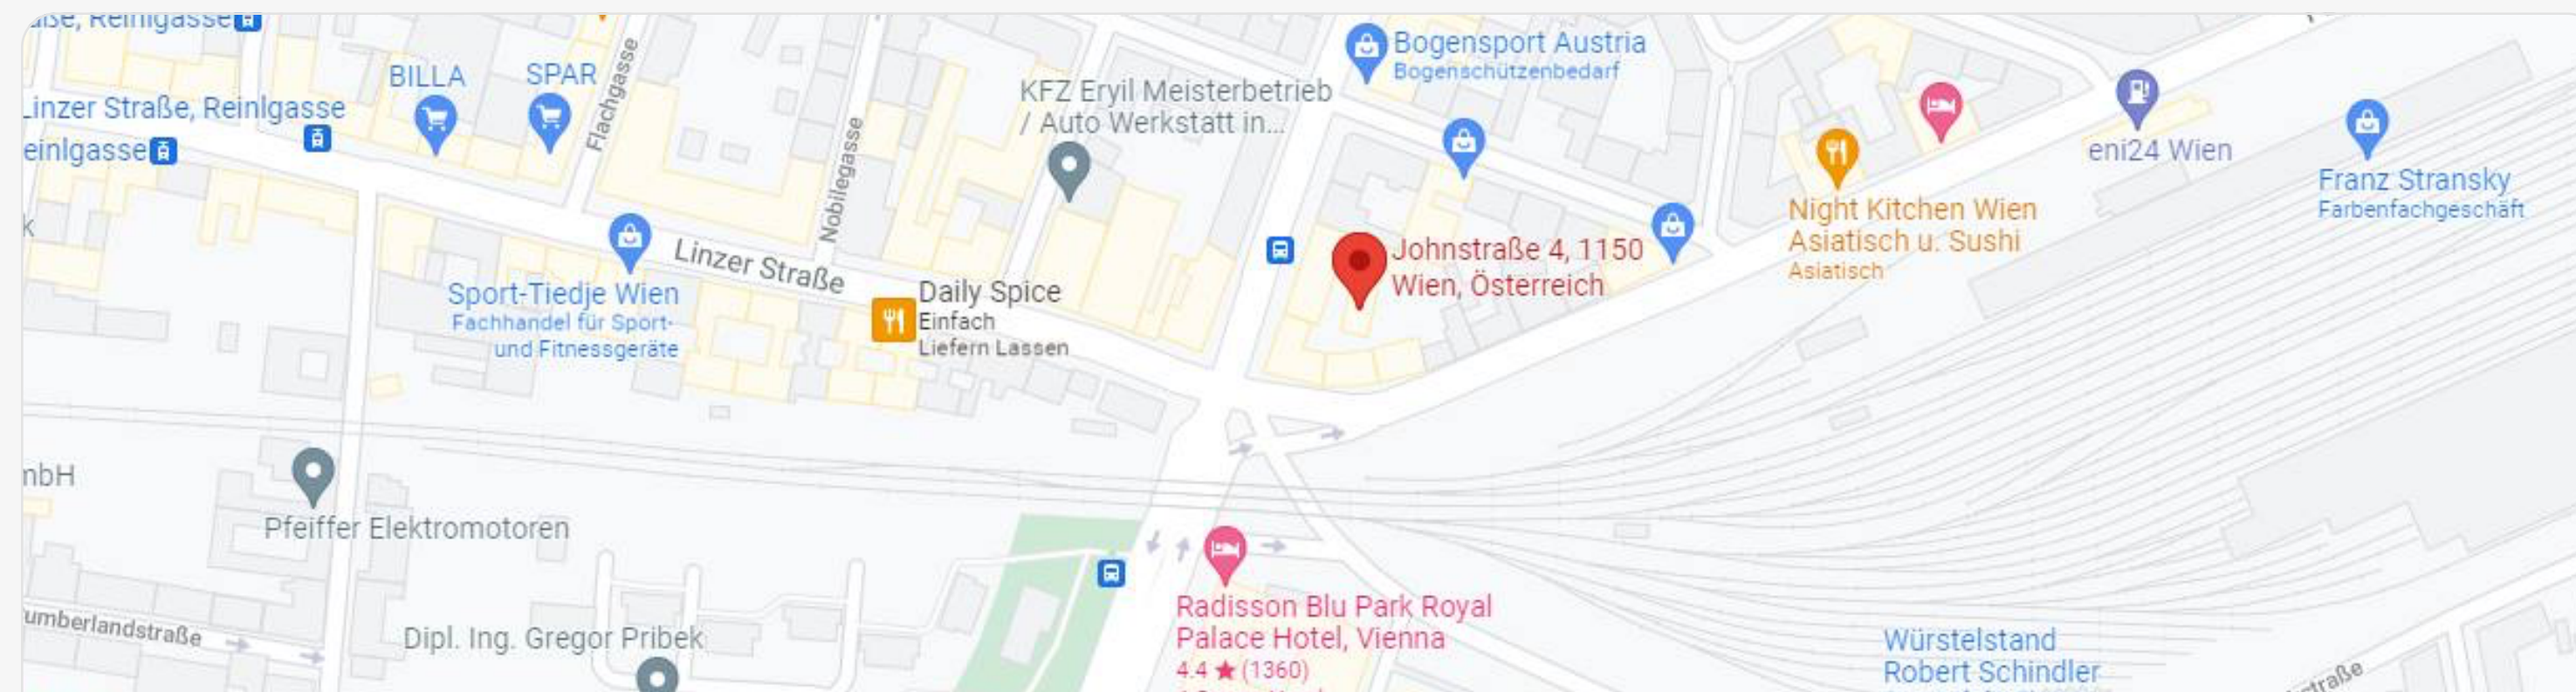 Reinlgasse
BILLA
SPAR
Linzer Straße, Reinlgasse
Flachgasse
Nobilegasse
KFZ Eryil Meisterbetrieb
/ Auto Werkstatt in...
Bogensport Austria
Bogenschützenbedarf
eni24 Wien
Franz Stransky
Farbenfachgeschäft
Night Kitchen Wien
Asiatisch u. Sushi
Asiatisch
Johnstraße 4, 1150
Wien, Österreich
Linzer Straße
Sport-Tiedje Wien
Fachhandel für Sport-
und Fitnessgeräte
Daily Spice
Einfach
Liefern Lassen
nbH
Pfeiffer Elektromotoren
umberlandstraße
Dipl. Ing. Gregor Pribek
Radisson Blu Park Royal
Palace Hotel, Vienna
4.4 ★ (1360)
Würstelstand
Robert Schindler
straße